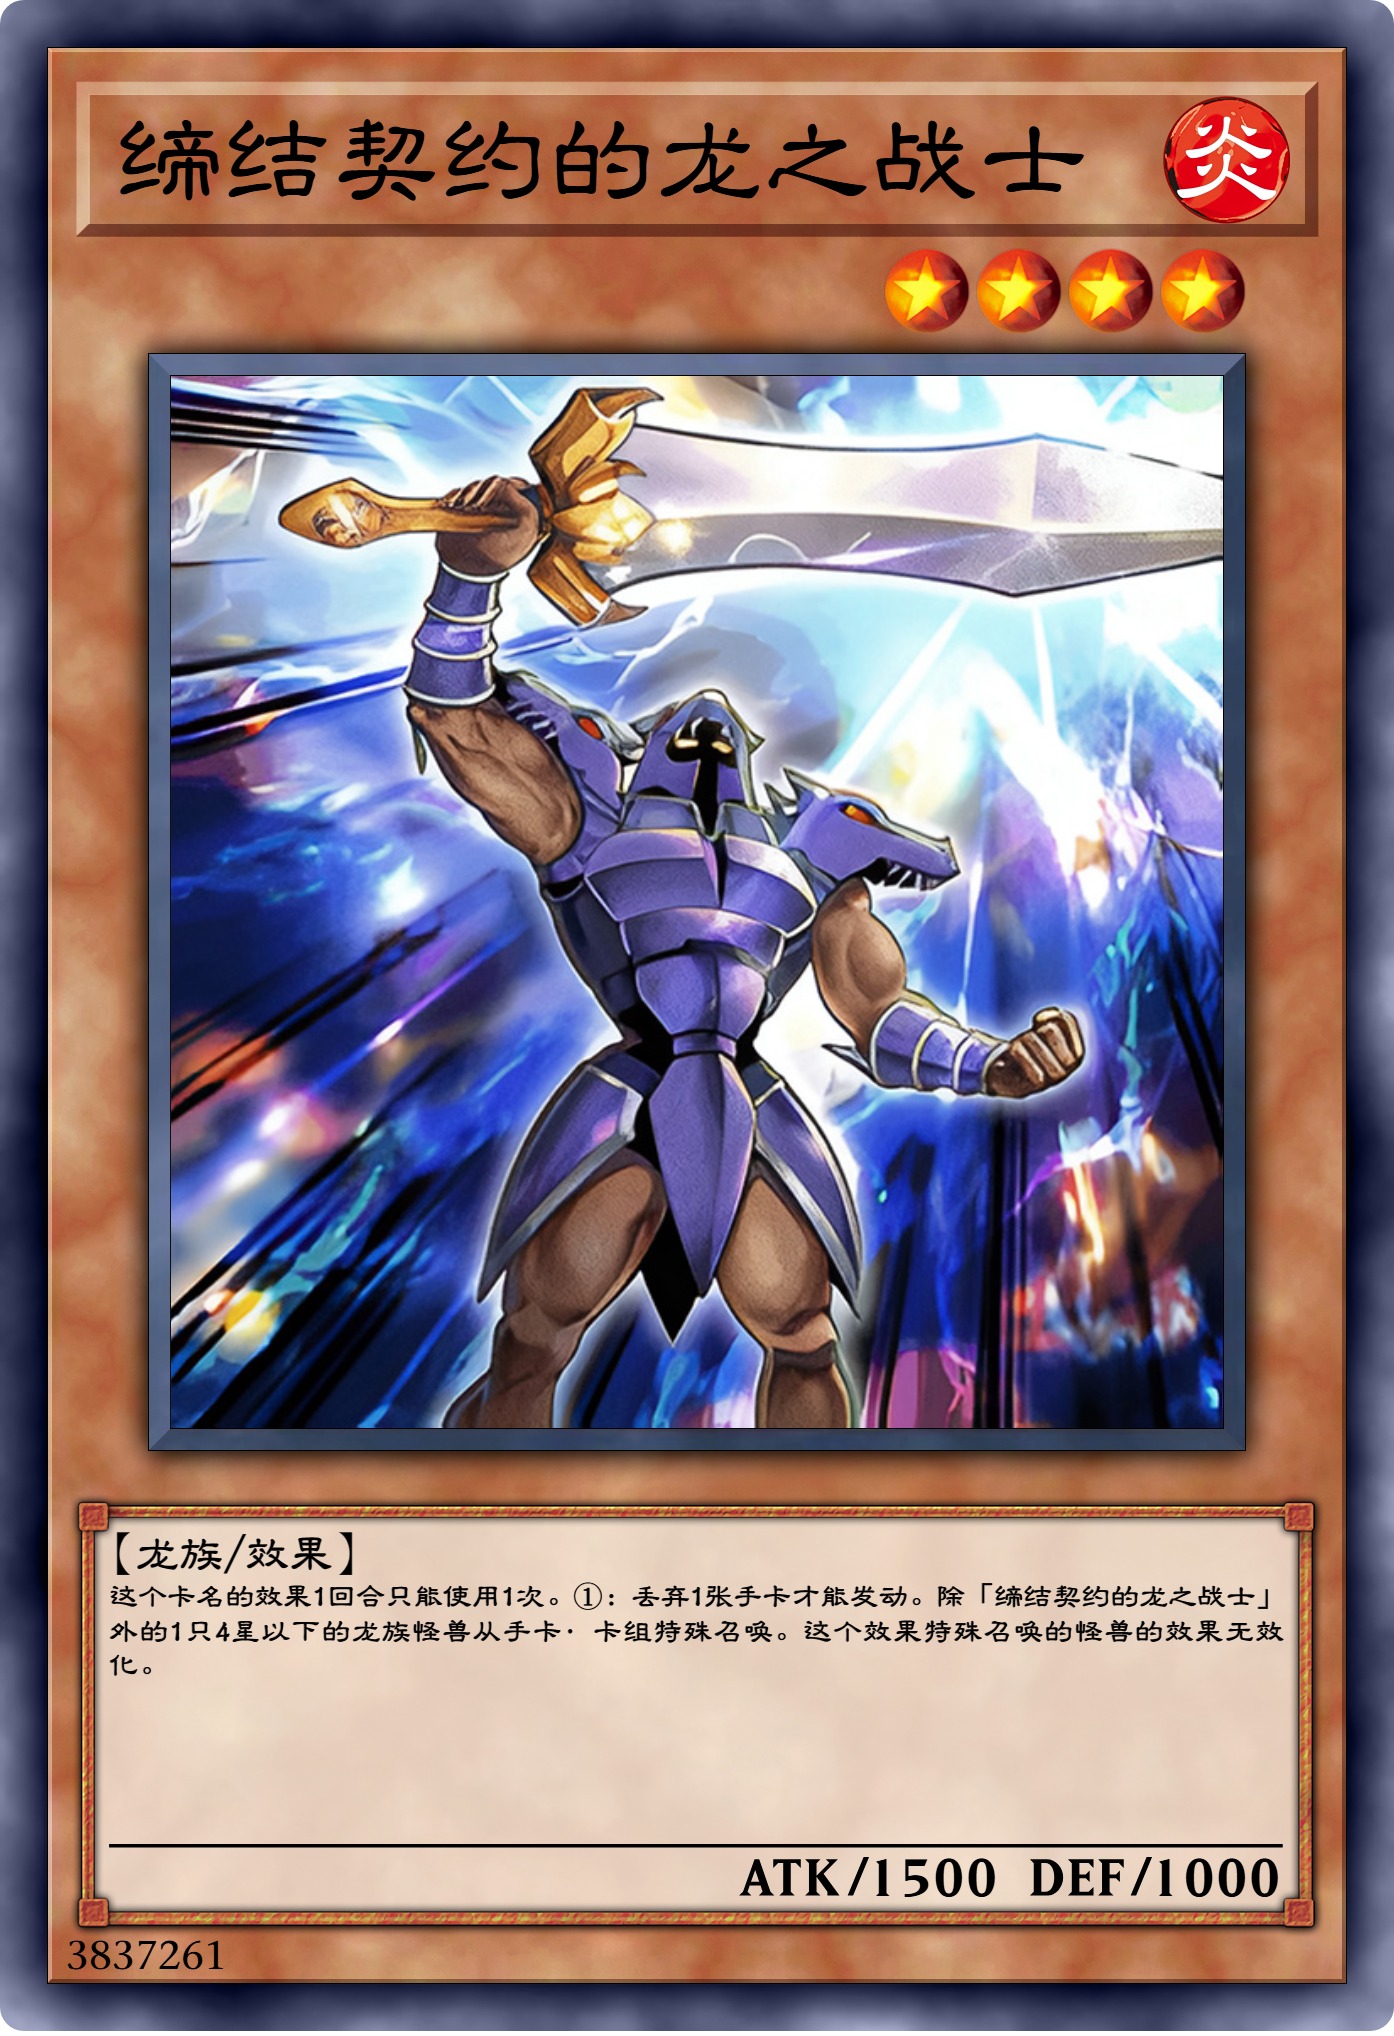 缔结契约的龙之战士
炎
【龙族/效果】
这个卡名的效果1回合只能使用1次。①：丢弃1张手卡才能发动。除「缔结契约的龙之战士」
外的1只4星以下的龙族怪兽从手卡·卡组特殊召唤。这个效果特殊召唤的怪兽的效果无效
化。
ATK/1500 DEF/1000
3837261